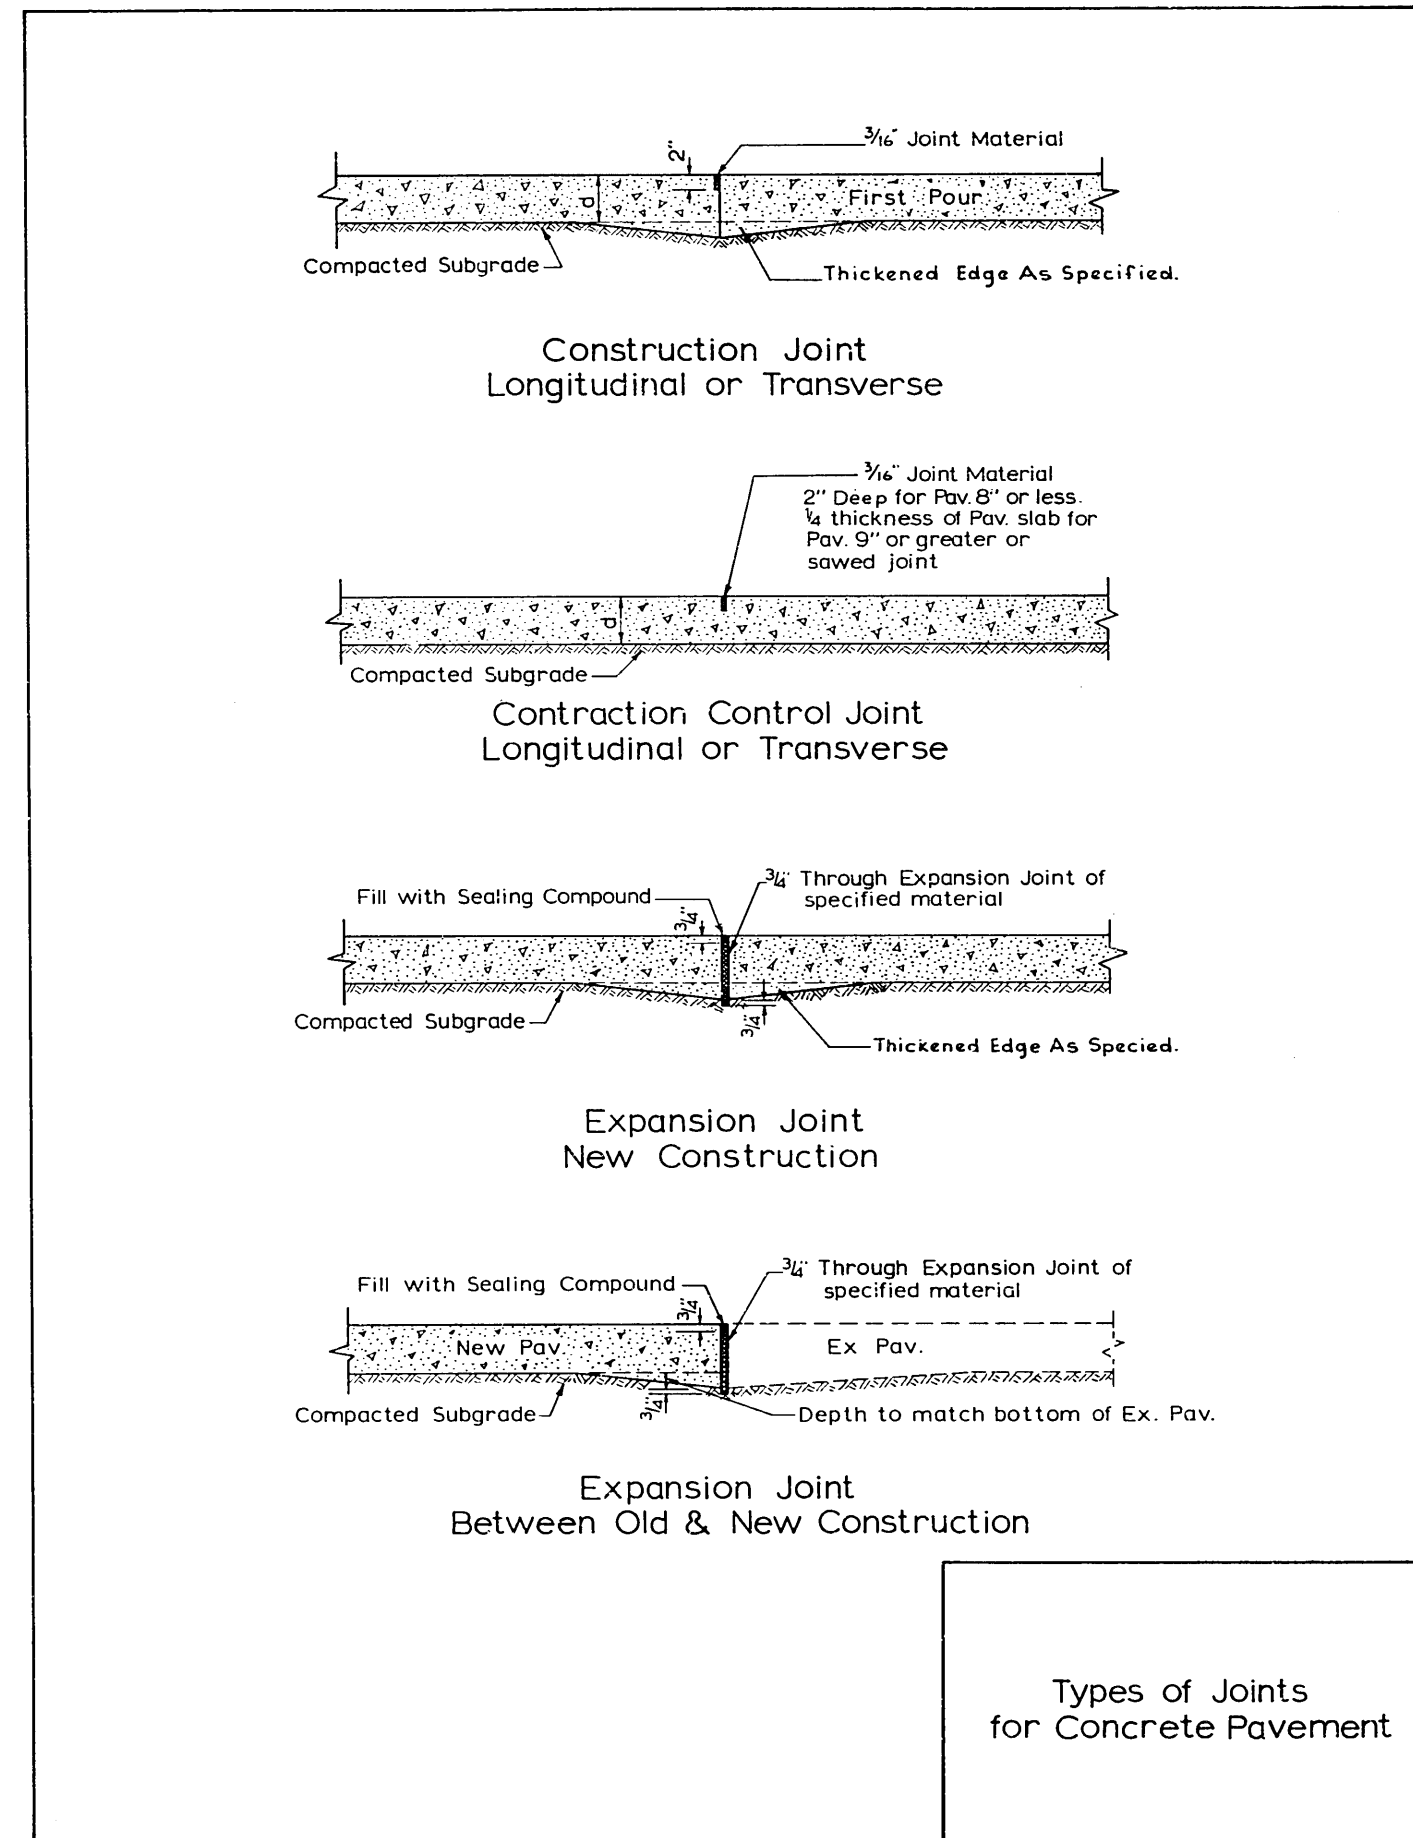 3/16" Joint Material
2"
d
First Pour
Compacted Subgrade
Thickened Edge As Specified.
Construction Joint
Longitudinal or Transverse
3/16" Joint Material
2" Deep for Pav. 8" or less.
1/4 thickness of Pav. slab for
Pav. 9" or greater or
sawed joint
d
Compacted Subgrade
Contraction Control Joint
Longitudinal or Transverse
3/4" Through Expansion Joint of
specified material
Fill with Sealing Compound
3/4"
Compacted Subgrade
3/4"
Thickened Edge As Specied.
Expansion Joint
New Construction
3/4" Through Expansion Joint of
specified material
Fill with Sealing Compound
3/4"
New Pav.
Ex Pav.
Compacted Subgrade
3/4"
Depth to match bottom of Ex. Pav.
Expansion Joint
Between Old & New Construction
Types of Joints
for Concrete Pavement